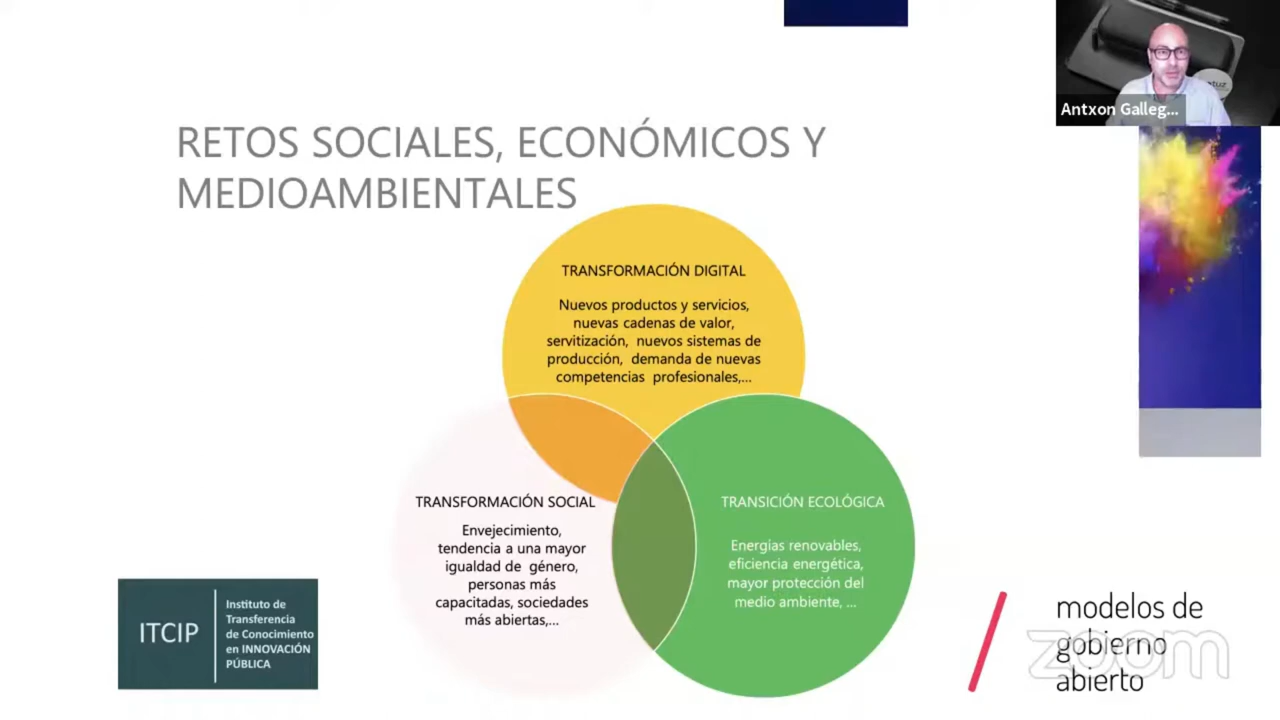 Antxon Galleg...
RETOS SOCIALES, ECONÓMICOS Y
MEDIOAMBIENTALES
TRANSFORMACIÓN DIGITAL
Nuevos productos y servicios,
nuevas cadenas de valor,
servitización, nuevos sistemas de
producción, demanda de nuevas
competencias profesionales,...
TRANSFORMACIÓN SOCIAL
Envejecimiento,
tendencia a una mayor
igualdad de género,
personas más
capacitadas, sociedades
más abiertas,...
TRANSICIÓN ECOLÓGICA
Energías renovables,
eficiencia energética,
mayor protección del
medio ambiente, ...
ITCIP
Instituto de
Transferencia
de Conocimiento
en INNOVACIÓN
PÚBLICA
modelos de
gobierno
abierto
zoom